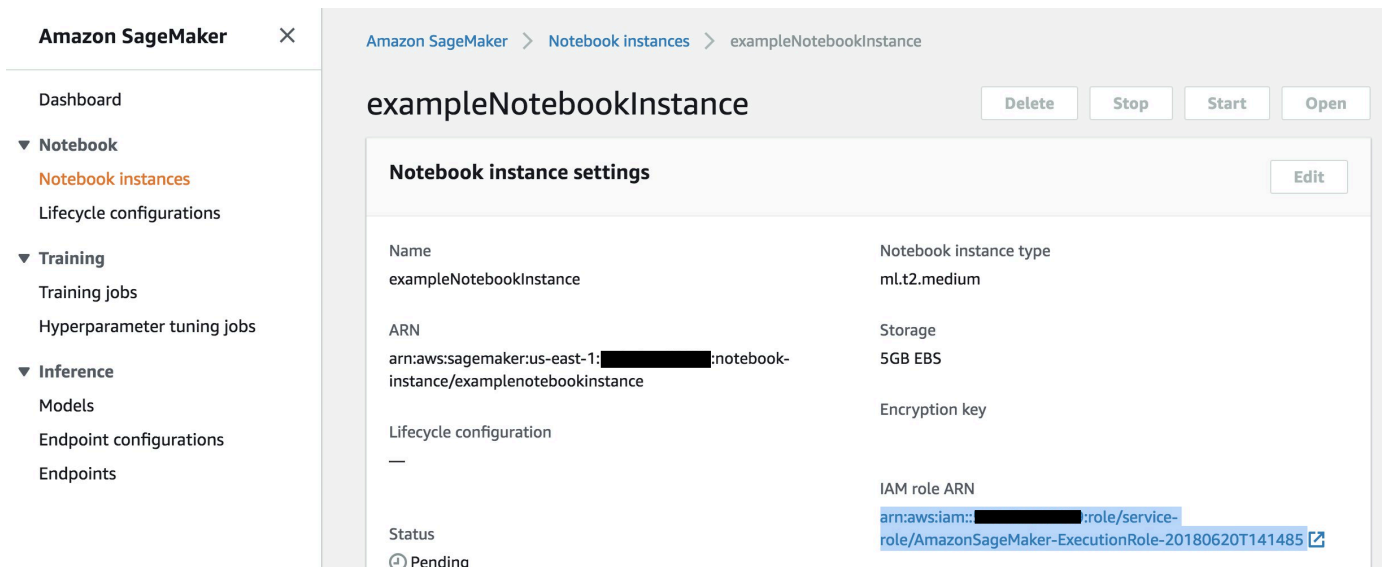 Amazon SageMaker
Dashboard
Notebook
Notebook instances
Lifecycle configurations
Training
Training jobs
Hyperparameter tuning jobs
Inference
Models
Endpoint configurations
Endpoints
Amazon SageMaker > Notebook instances > exampleNotebookInstance
exampleNotebookInstance
Delete
Stop
Start
Open
Notebook instance settings
Edit
Name
exampleNotebookInstance
ARN
arn:aws:sagemaker:us-east-1: :notebook-
instance/examplenotebookinstance
Lifecycle configuration
—
Status
Pending
Notebook instance type
ml.t2.medium
Storage
5GB EBS
Encryption key
IAM role ARN
arn:aws:iam:: :role/service-
role/AmazonSageMaker-ExecutionRole-20180620T141485